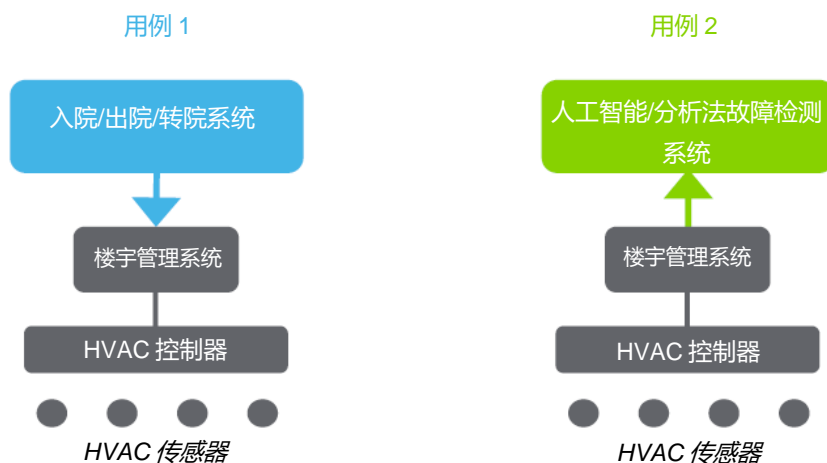 用例 1
入院/出院/转院系统
楼宇管理系统
HVAC 控制器
HVAC 传感器
用例 2
人工智能/分析法故障检测
系统
楼宇管理系统
HVAC 控制器
HVAC 传感器